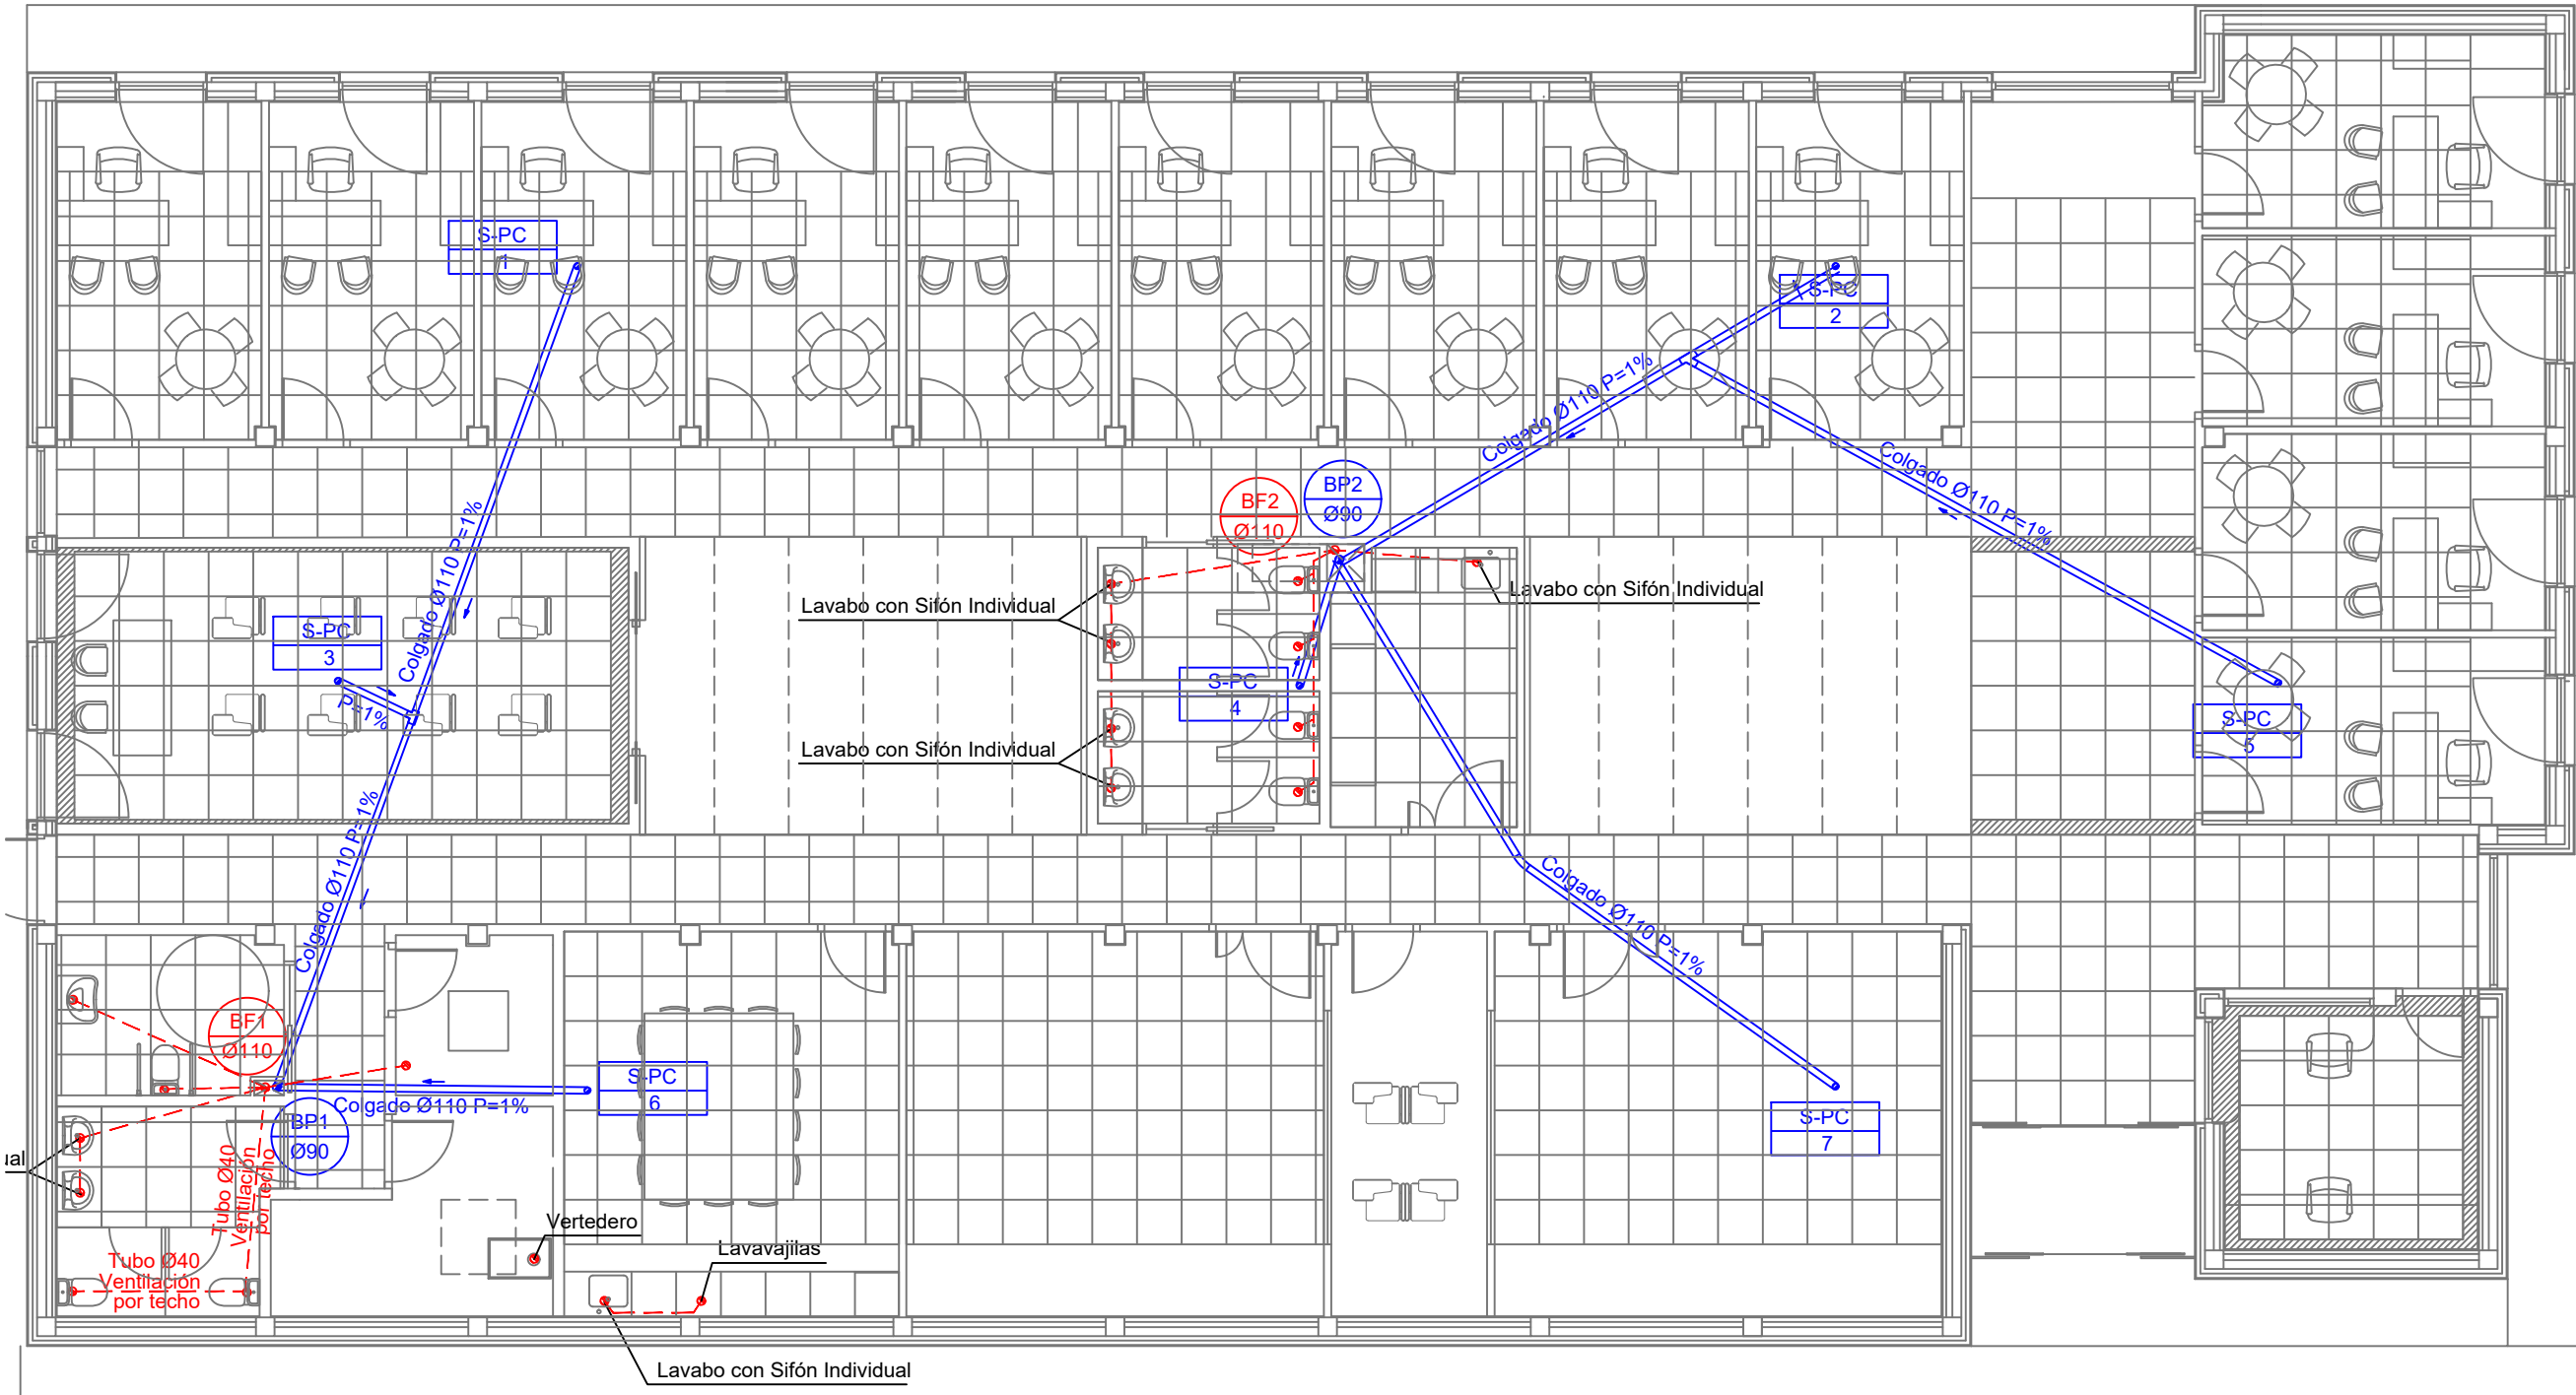 S-PC
1
S-PC
2
Colgado Ø110 P=1%
Colgado Ø110 P=1%
BF2
Ø110
BP2
Ø90
Colgado Ø110 P=1%
Lavabo con Sifón Individual
Lavabo con Sifón Individual
S-PC
3
P=1%
S-PC
4
S-PC
5
Lavabo con Sifón Individual
Colgado Ø110 P=1%
Colgado Ø110 P=1%
BF1
Ø110
S-PC
6
Colgado Ø110 P=1%
BP1
Ø90
S-PC
7
ual
Tubo Ø40
Ventilación
por techo
Tubo Ø40
Ventilación
por techo
Vertedero
Lavavajilas
Lavabo con Sifón Individual